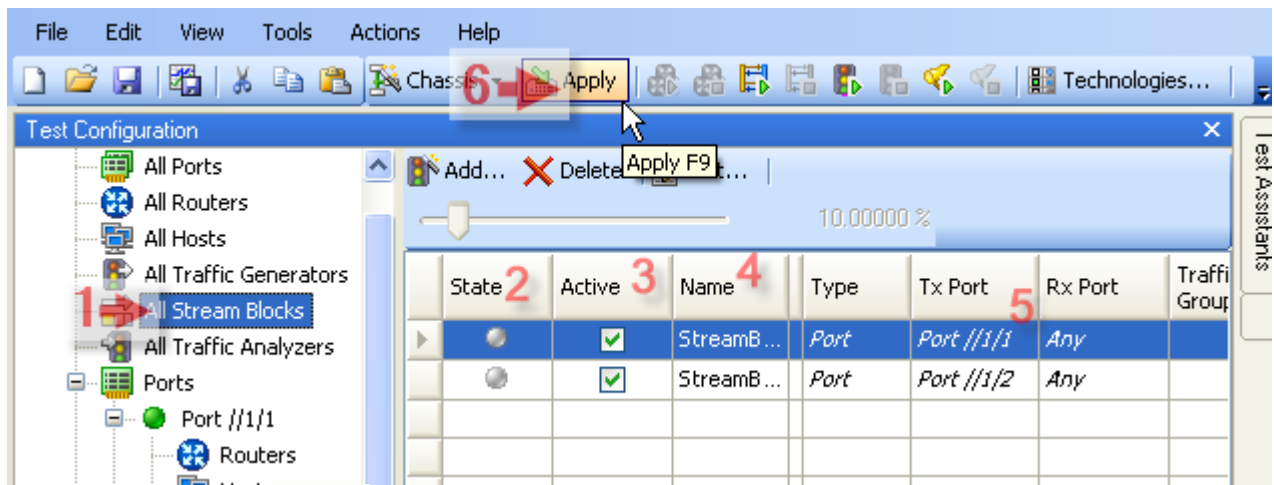 File Edit View Tools Actions Help
Chassis 6 Apply Technologies...
Test Configuration
Apply F9
All Ports
All Routers
All Hosts
All Traffic Generators
1 All Stream Blocks
All Traffic Analyzers
Ports
Port //1/1
Routers
Add... Delete
10.00000 %
State 2 Active 3 Name 4 Type Tx Port 5 Rx Port Traffi
Group
StreamB... Port Port //1/1 Any
StreamB... Port Port //1/2 Any
Test Assistants